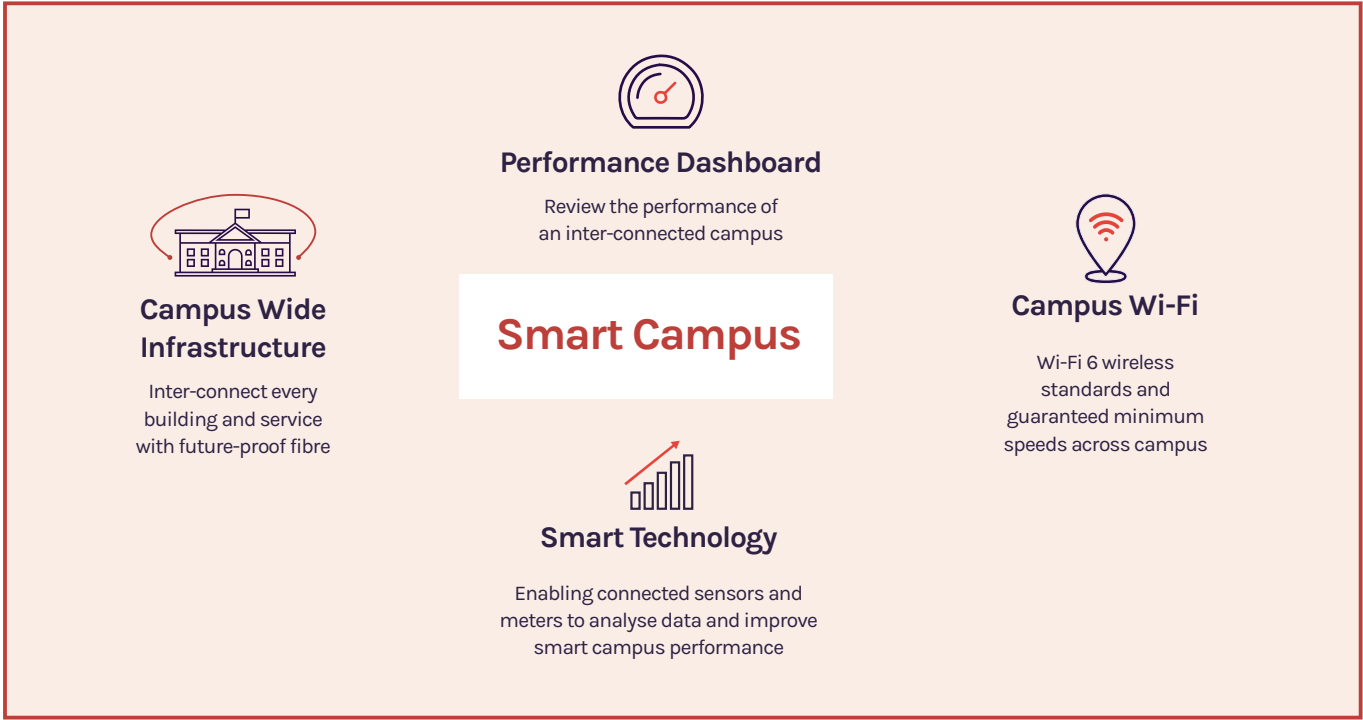 Performance Dashboard
Review the performance of
an inter-connected campus
Campus Wide
Infrastructure
Inter-connect every
building and service
with future-proof fibre
Smart Campus
Campus Wi-Fi
Wi-Fi 6 wireless
standards and
guaranteed minimum
speeds across campus
Smart Technology
Enabling connected sensors and
meters to analyse data and improve
smart campus performance